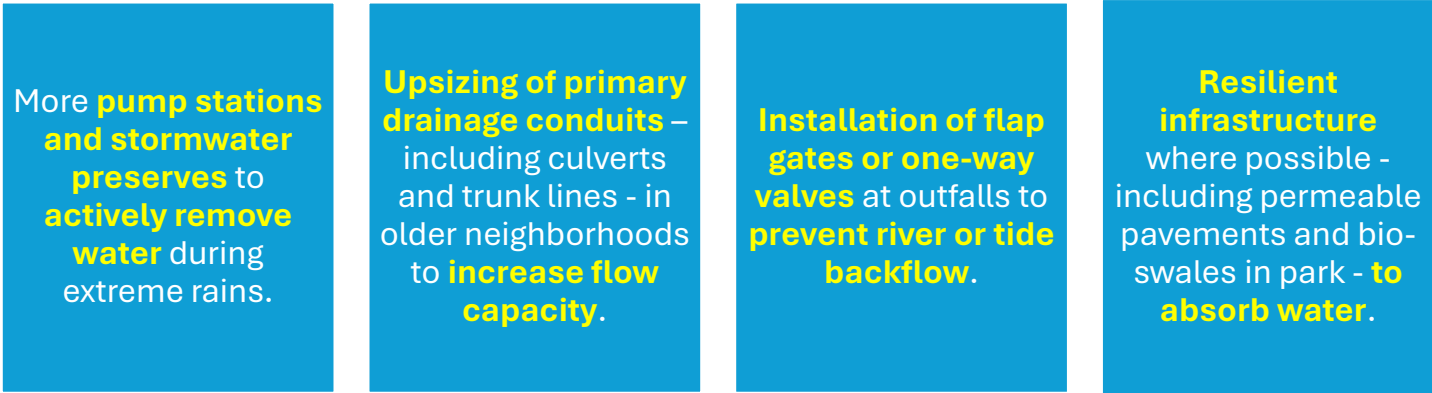 More pump stations
and stormwater
preserves to
actively remove
water during
extreme rains.
Upsizing of primary
drainage conduits –
including culverts
and trunk lines - in
older neighborhoods
to increase flow
capacity.
Installation of flap
gates or one-way
valves at outfalls to
prevent river or tide
backflow.
Resilient
infrastructure
where possible -
including permeable
pavements and bio-
swales in park - to
absorb water.